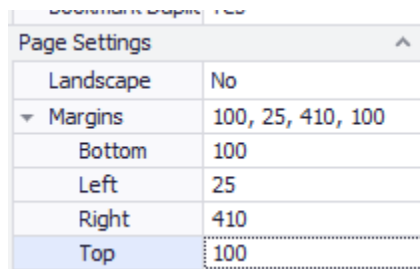 Page Settings
Landscape No
Margins 100, 25, 410, 100
Bottom 100
Left 25
Right 410
Top 100